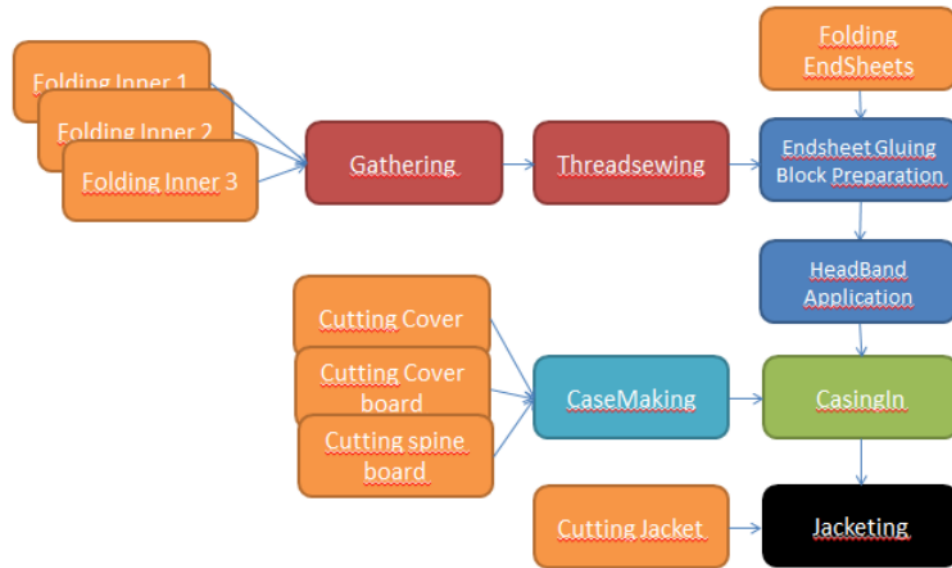 Folding
EndSheets
Folding Inner 1
Folding Inner 2
Folding Inner 3
Gathering
Threadsewing
Endsheet Gluing
Block Preparation
HeadBand
Application
Cutting Cover
Cutting Cover
board
Cutting spine
board
CaseMaking
CasingIn
Cutting Jacket
Jacketing